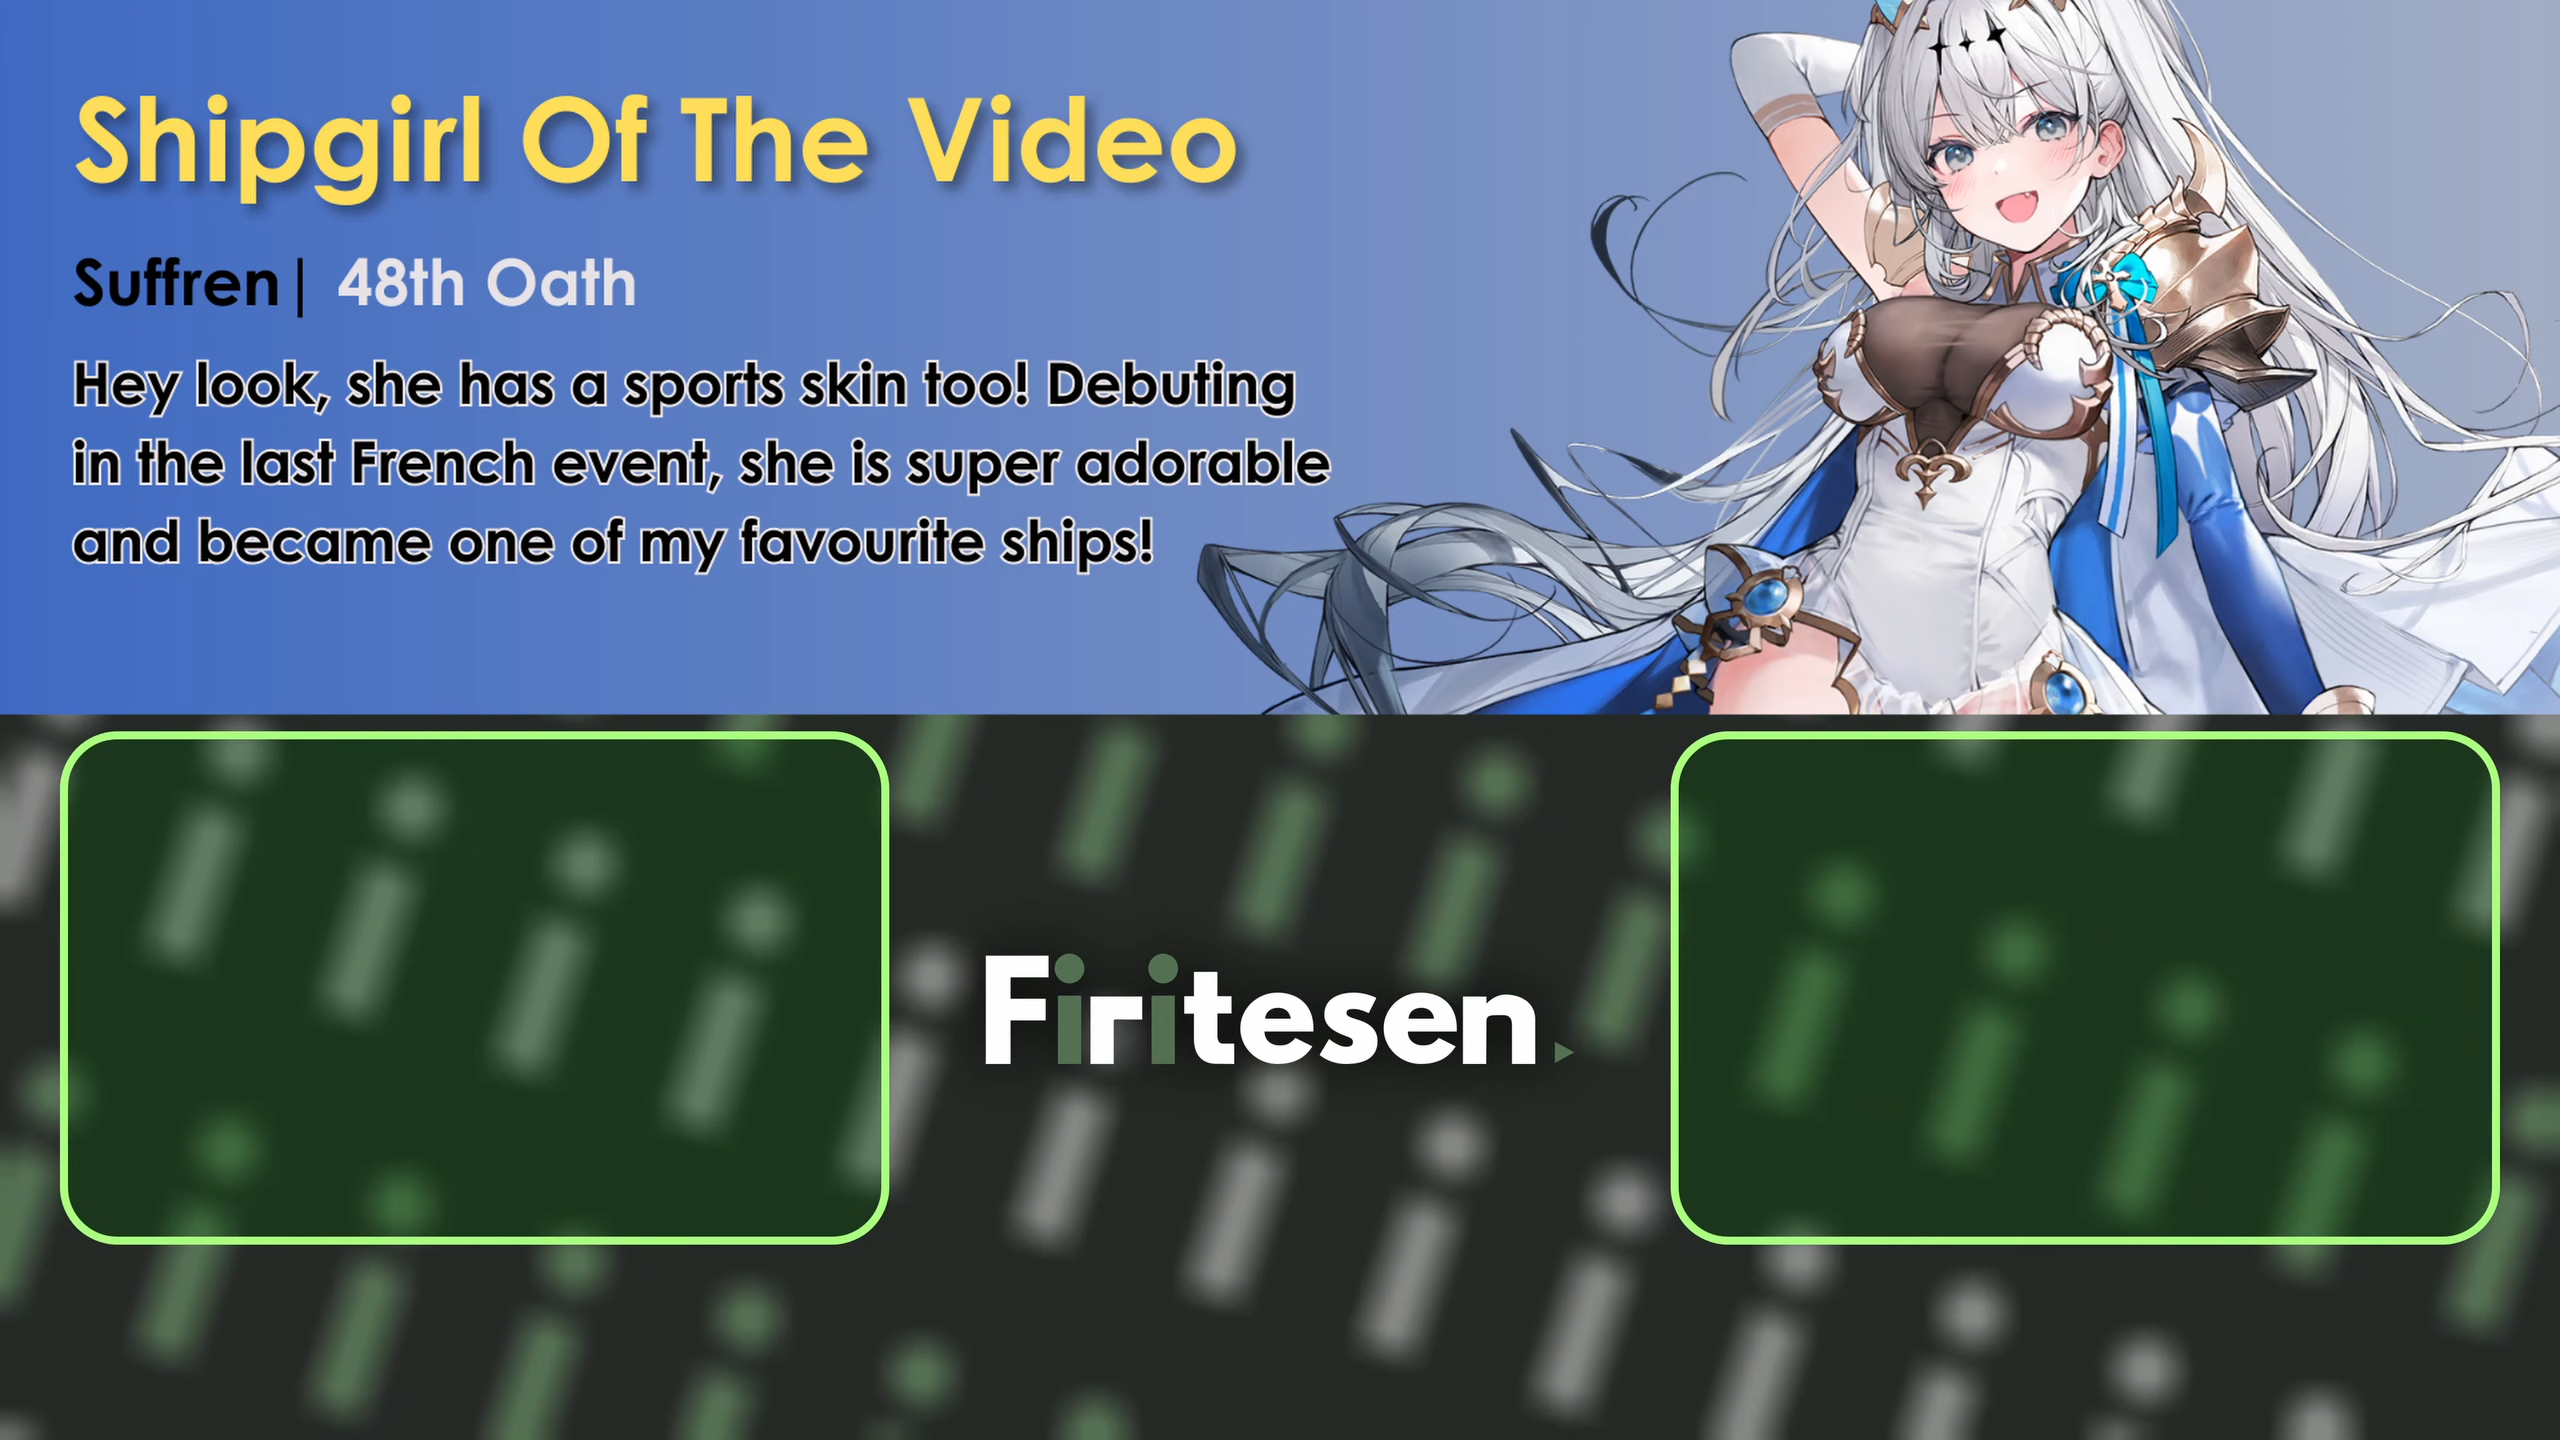 Shipgirl Of The Video
Suffren| 48th Oath
Hey look, she has a sports skin too! Debuting
in the last French event, she is super adorable
and became one of my favourite ships!
Firitesen